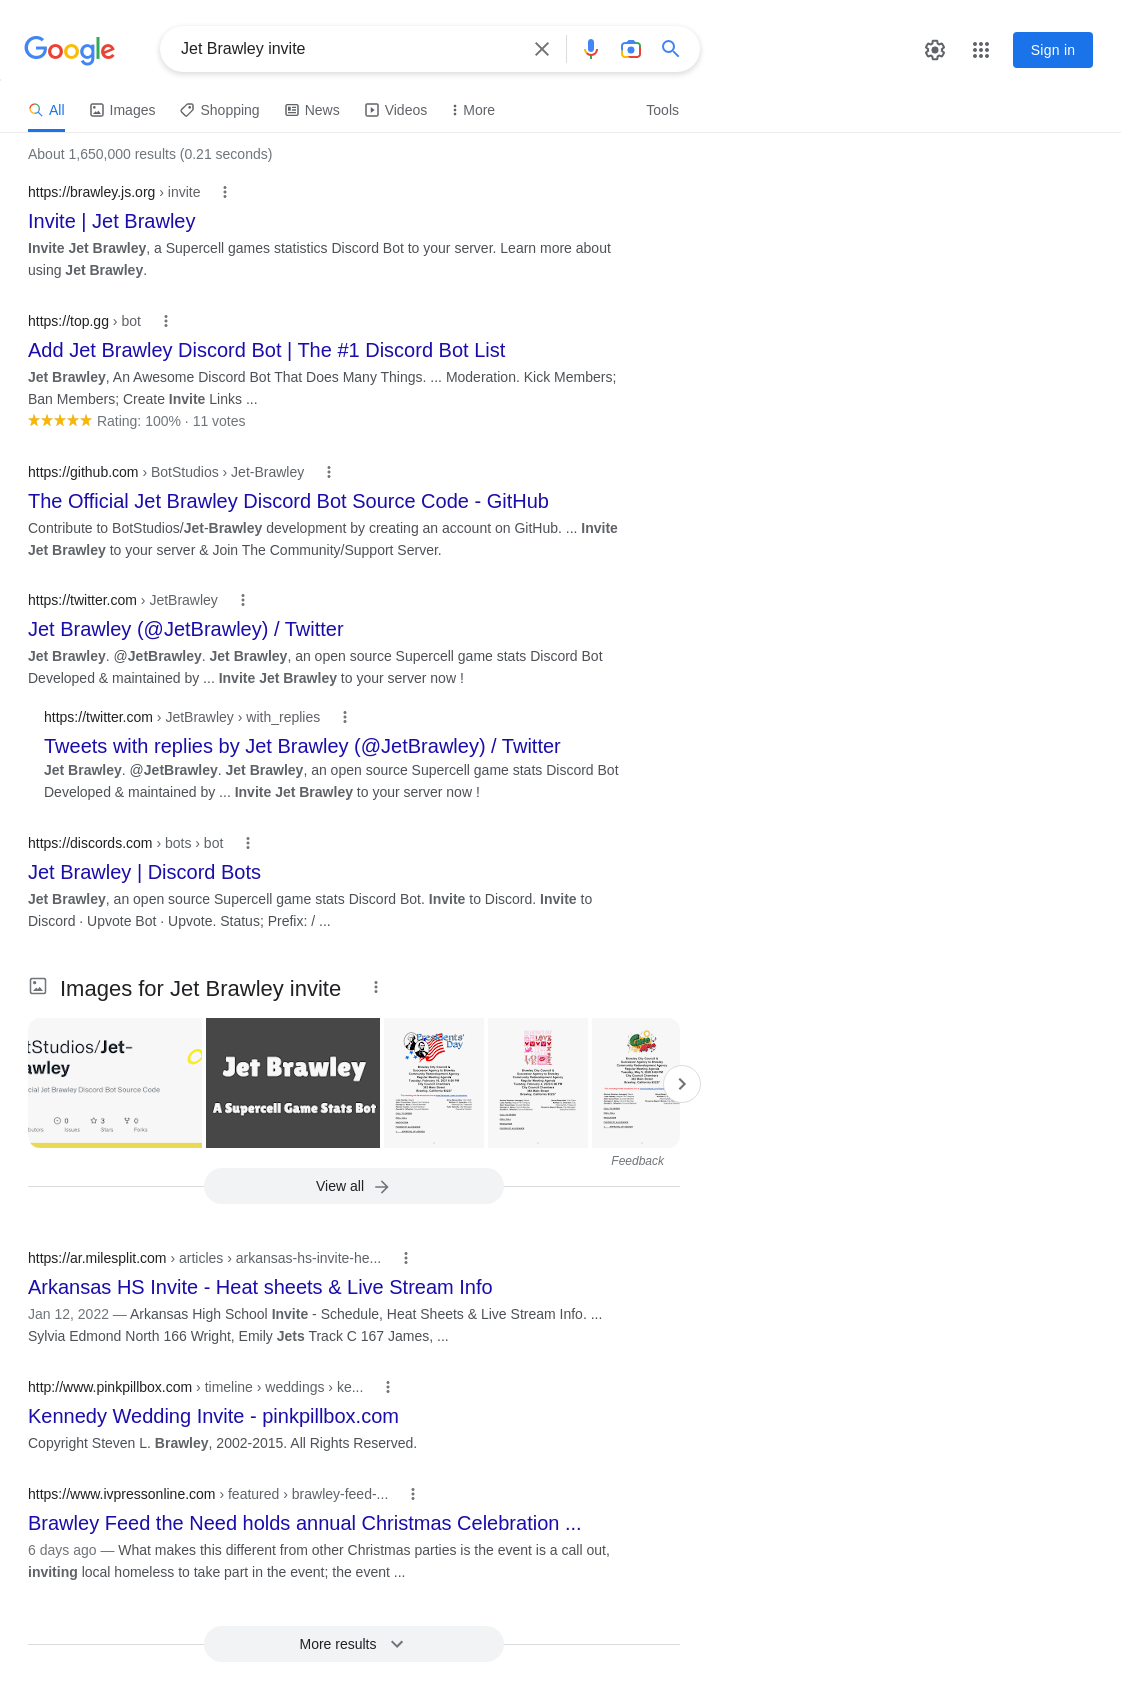 Google
Jet Brawley invite
Sign in
All
Images
Shopping
News
Videos
More
Tools
About 1,650,000 results (0.21 seconds)
https://brawley.js.org › invite
Invite | Jet Brawley
Invite Jet Brawley, a Supercell games statistics Discord Bot to your server. Learn more about
using Jet Brawley.
https://top.gg › bot
Add Jet Brawley Discord Bot | The #1 Discord Bot List
Jet Brawley, An Awesome Discord Bot That Does Many Things. ... Moderation. Kick Members;
Ban Members; Create Invite Links ...
Rating: 100% · 11 votes
https://github.com › BotStudios › Jet-Brawley
The Official Jet Brawley Discord Bot Source Code - GitHub
Contribute to BotStudios/Jet-Brawley development by creating an account on GitHub. ... Invite
Jet Brawley to your server & Join The Community/Support Server.
https://twitter.com › JetBrawley
Jet Brawley (@JetBrawley) / Twitter
Jet Brawley. @JetBrawley. Jet Brawley, an open source Supercell game stats Discord Bot
Developed & maintained by ... Invite Jet Brawley to your server now !
https://twitter.com › JetBrawley › with_replies
Tweets with replies by Jet Brawley (@JetBrawley) / Twitter
Jet Brawley. @JetBrawley. Jet Brawley, an open source Supercell game stats Discord Bot
Developed & maintained by ... Invite Jet Brawley to your server now !
https://discords.com › bots › bot
Jet Brawley | Discord Bots
Jet Brawley, an open source Supercell game stats Discord Bot. Invite to Discord. Invite to
Discord · Upvote Bot · Upvote. Status; Prefix: / ...
Images for Jet Brawley invite
tStudios/Jet-
wley
cial Jet Brawley Discord Bot Source Code
0
3
0
Issues
Stars
Forks
Jet Brawley
A Supercell Game Stats Bot
Presidents'
Day
LOVE
Feedback
View all
https://ar.milesplit.com › articles › arkansas-hs-invite-he...
Arkansas HS Invite - Heat sheets & Live Stream Info
Jan 12, 2022 — Arkansas High School Invite - Schedule, Heat Sheets & Live Stream Info. ...
Sylvia Edmond North 166 Wright, Emily Jets Track C 167 James, ...
http://www.pinkpillbox.com › timeline › weddings › ke...
Kennedy Wedding Invite - pinkpillbox.com
Copyright Steven L. Brawley, 2002-2015. All Rights Reserved.
https://www.ivpressonline.com › featured › brawley-feed-...
Brawley Feed the Need holds annual Christmas Celebration ...
6 days ago — What makes this different from other Christmas parties is the event is a call out,
inviting local homeless to take part in the event; the event ...
More results